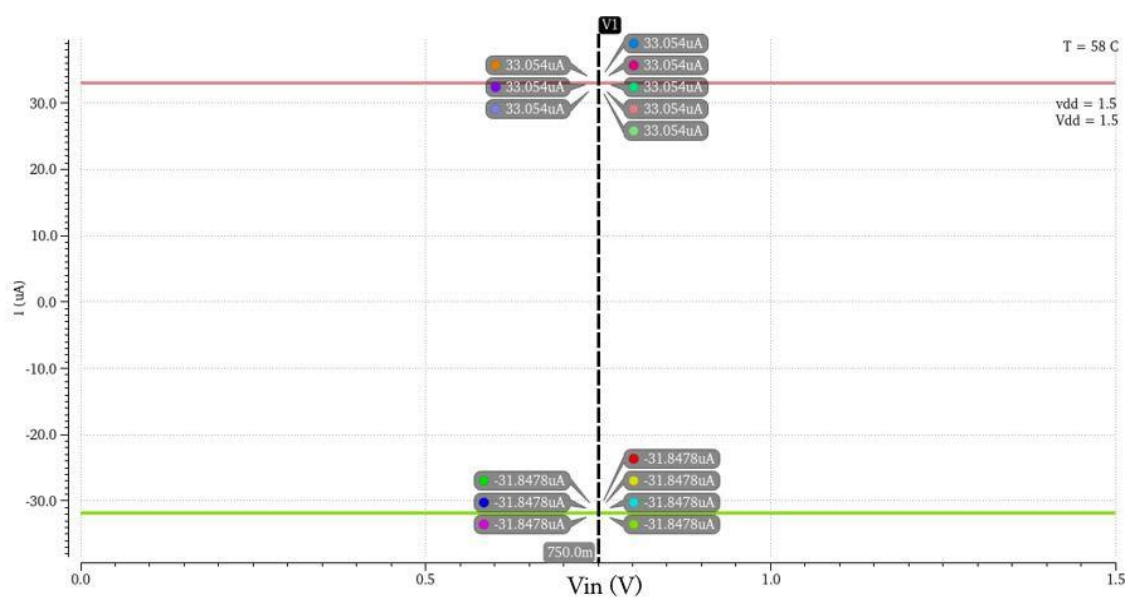 V1
33.054uA
T = 58 C
33.054uA
33.054uA
33.054uA
33.054uA
30.0
33.054uA
33.054uA
vdd = 1.5
Vdd = 1.5
33.054uA
20.0
10.0
I (uA)
0.0
-10.0
-20.0
-31.8478uA
-31.8478uA
-31.8478uA
-30.0
-31.8478uA
-31.8478uA
-31.8478uA
-31.8478uA
750.0m
0.0
0.5
1.0
1.5
Vin (V)